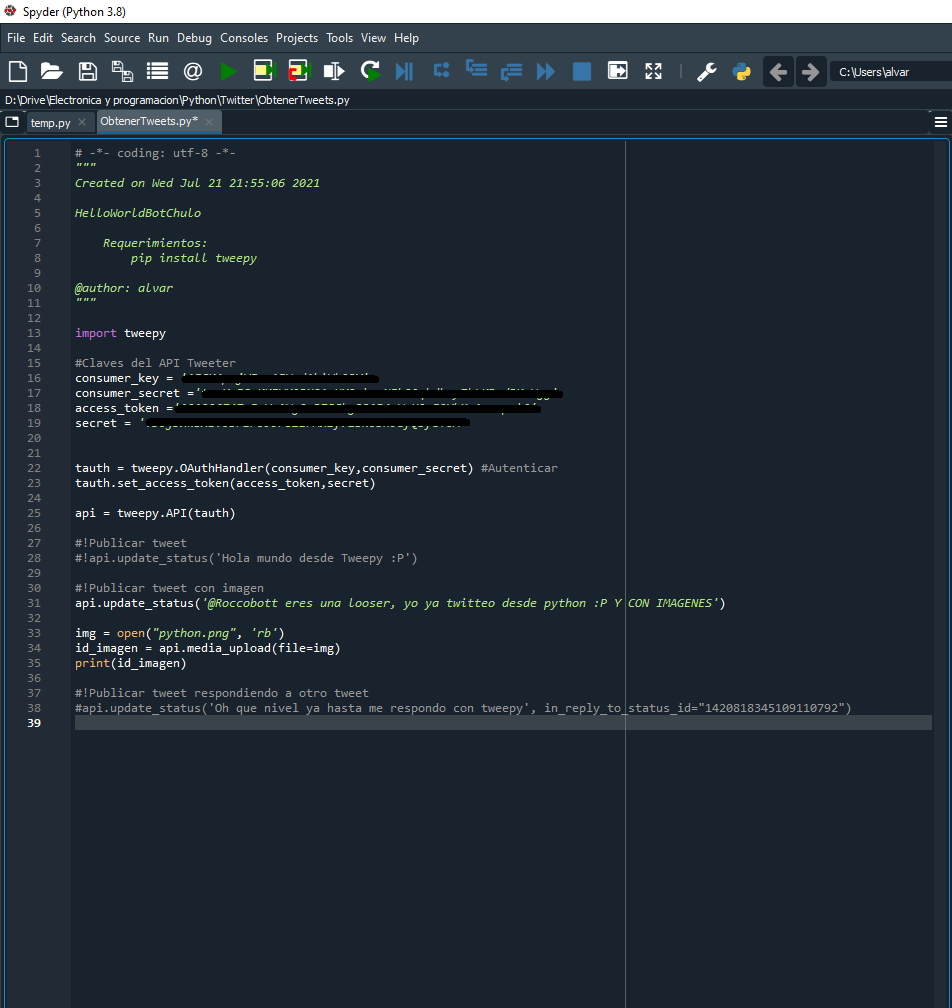 Spyder (Python 3.8)
File Edit Search Source Run Debug Consoles Projects Tools View Help
C:\Users\alvar
D:\Drive\Electronica y programacion\Python\Twitter\ObtenerTweets.py
temp.py ObtenerTweets.py*
1 # -*- coding: utf-8 -*-
2 """
3 Created on Wed Jul 21 21:55:06 2021
4
5 HelloWorldBotChulo
6
7 Requerimientos:
8 pip install tweepy
9
10 @author: alvar
11 """
12
13 import tweepy
14
15 #Claves del API Tweeter
16 consumer_key = '
17 consumer_secret ='
18 access_token ='
19 secret = '
20
21
22 tauth = tweepy.OAuthHandler(consumer_key,consumer_secret) #Autenticar
23 tauth.set_access_token(access_token,secret)
24
25 api = tweepy.API(tauth)
26
27 #!Publicar tweet
28 #!api.update_status('Hola mundo desde Tweepy :P')
29
30 #!Publicar tweet con imagen
31 api.update_status('@Roccobott eres una looser, yo ya twitteo desde python :P Y CON IMAGENES')
32
33 img = open("python.png", 'rb')
34 id_imagen = api.media_upload(file=img)
35 print(id_imagen)
36
37 #!Publicar tweet respondiendo a otro tweet
38 #api.update_status('Oh que nivel ya hasta me respondo con tweepy', in_reply_to_status_id="1420818345109110792")
39